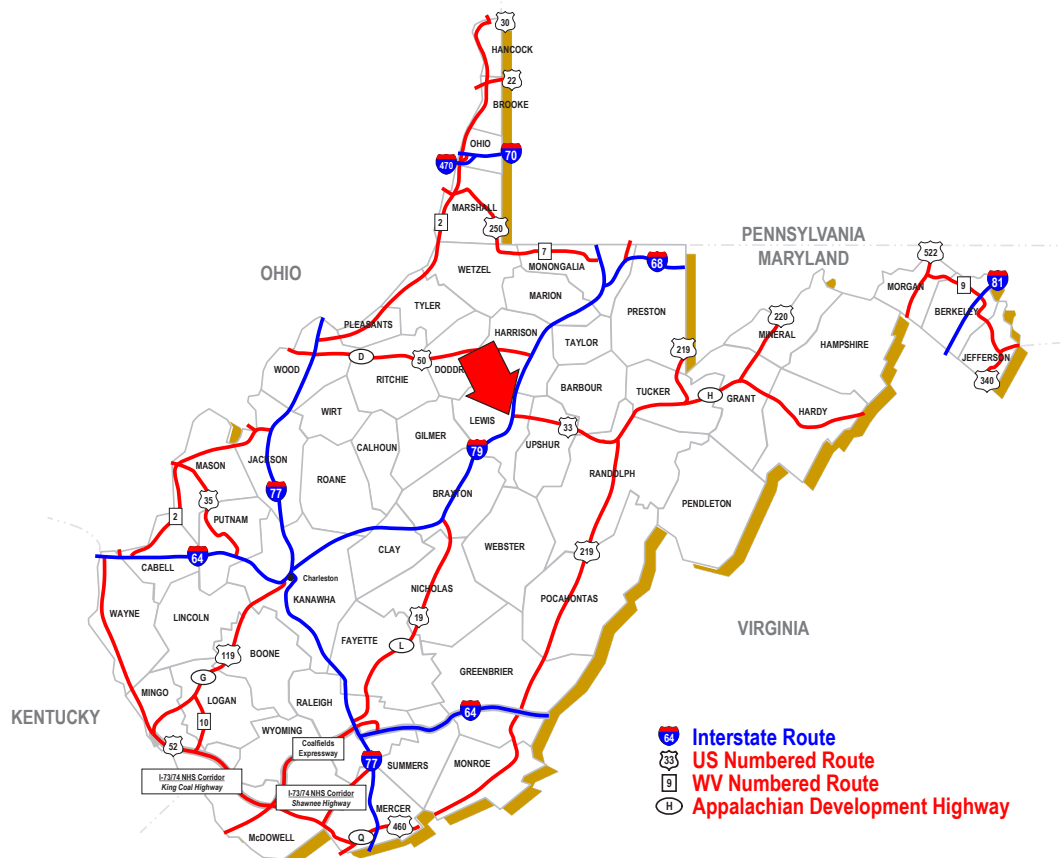 30
HANCOCK
22
BROOKE
OHIO
470
70
MARSHALL
2
250
PENNSYLVANIA
7
WETZEL
MONONGALIA
68
MARYLAND
522
OHIO
MORGAN
9
81
MARION
TYLER
PRESTON
BERKELEY
PLEASANTS
HARRISON
220
MINERAL
HAMPSHIRE
TAYLOR
219
JEFFERSON
WOOD
D
50
DODDR
RITCHIE
340
BARBOUR
TUCKER
H
GRANT
HARDY
WIRT
LEWIS
33
GILMER
UPSHUR
CALHOUN
79
JACKSON
MASON
RANDOLPH
ROANE
77
BRAXTON
35
PENDLETON
2
PUTNAM
WEBSTER
CLAY
219
64
CABELL
Charleston
NICHOLAS
KANAWHA
POCAHONTAS
WAYNE
LINCOLN
19
VIRGINIA
FAYETTE
L
119
BOONE
GREENBRIER
G
MINGO
LOGAN
RALEIGH
64
KENTUCKY
10
WYOMING
52
Coalfields
Expressway
77
SUMMERS
MONROE
I-73/74 NHS Corridor
King Coal Highway
I-73/74 NHS Corridor
Shawnee Highway
MERCER
460
Q
McDOWELL
64 Interstate Route
33 US Numbered Route
9 WV Numbered Route
H Appalachian Development Highway